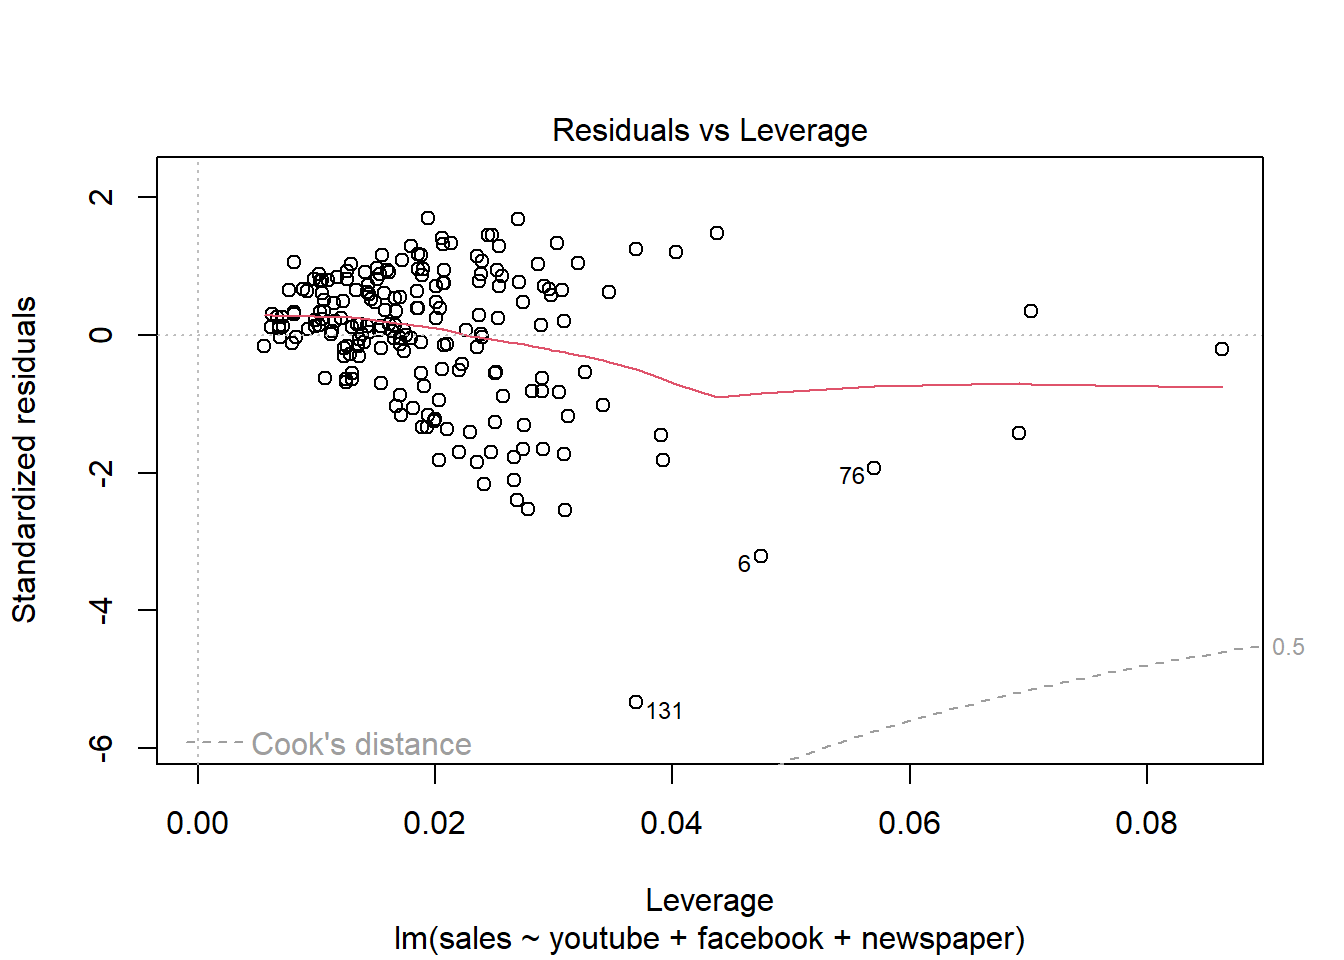 Residuals vs Leverage
Standardized residuals
2
0
-2
-4
-6
76
6
131
0.5
Cook's distance
0.00 0.02 0.04 0.06 0.08
Leverage
lm(sales ~ youtube + facebook + newspaper)